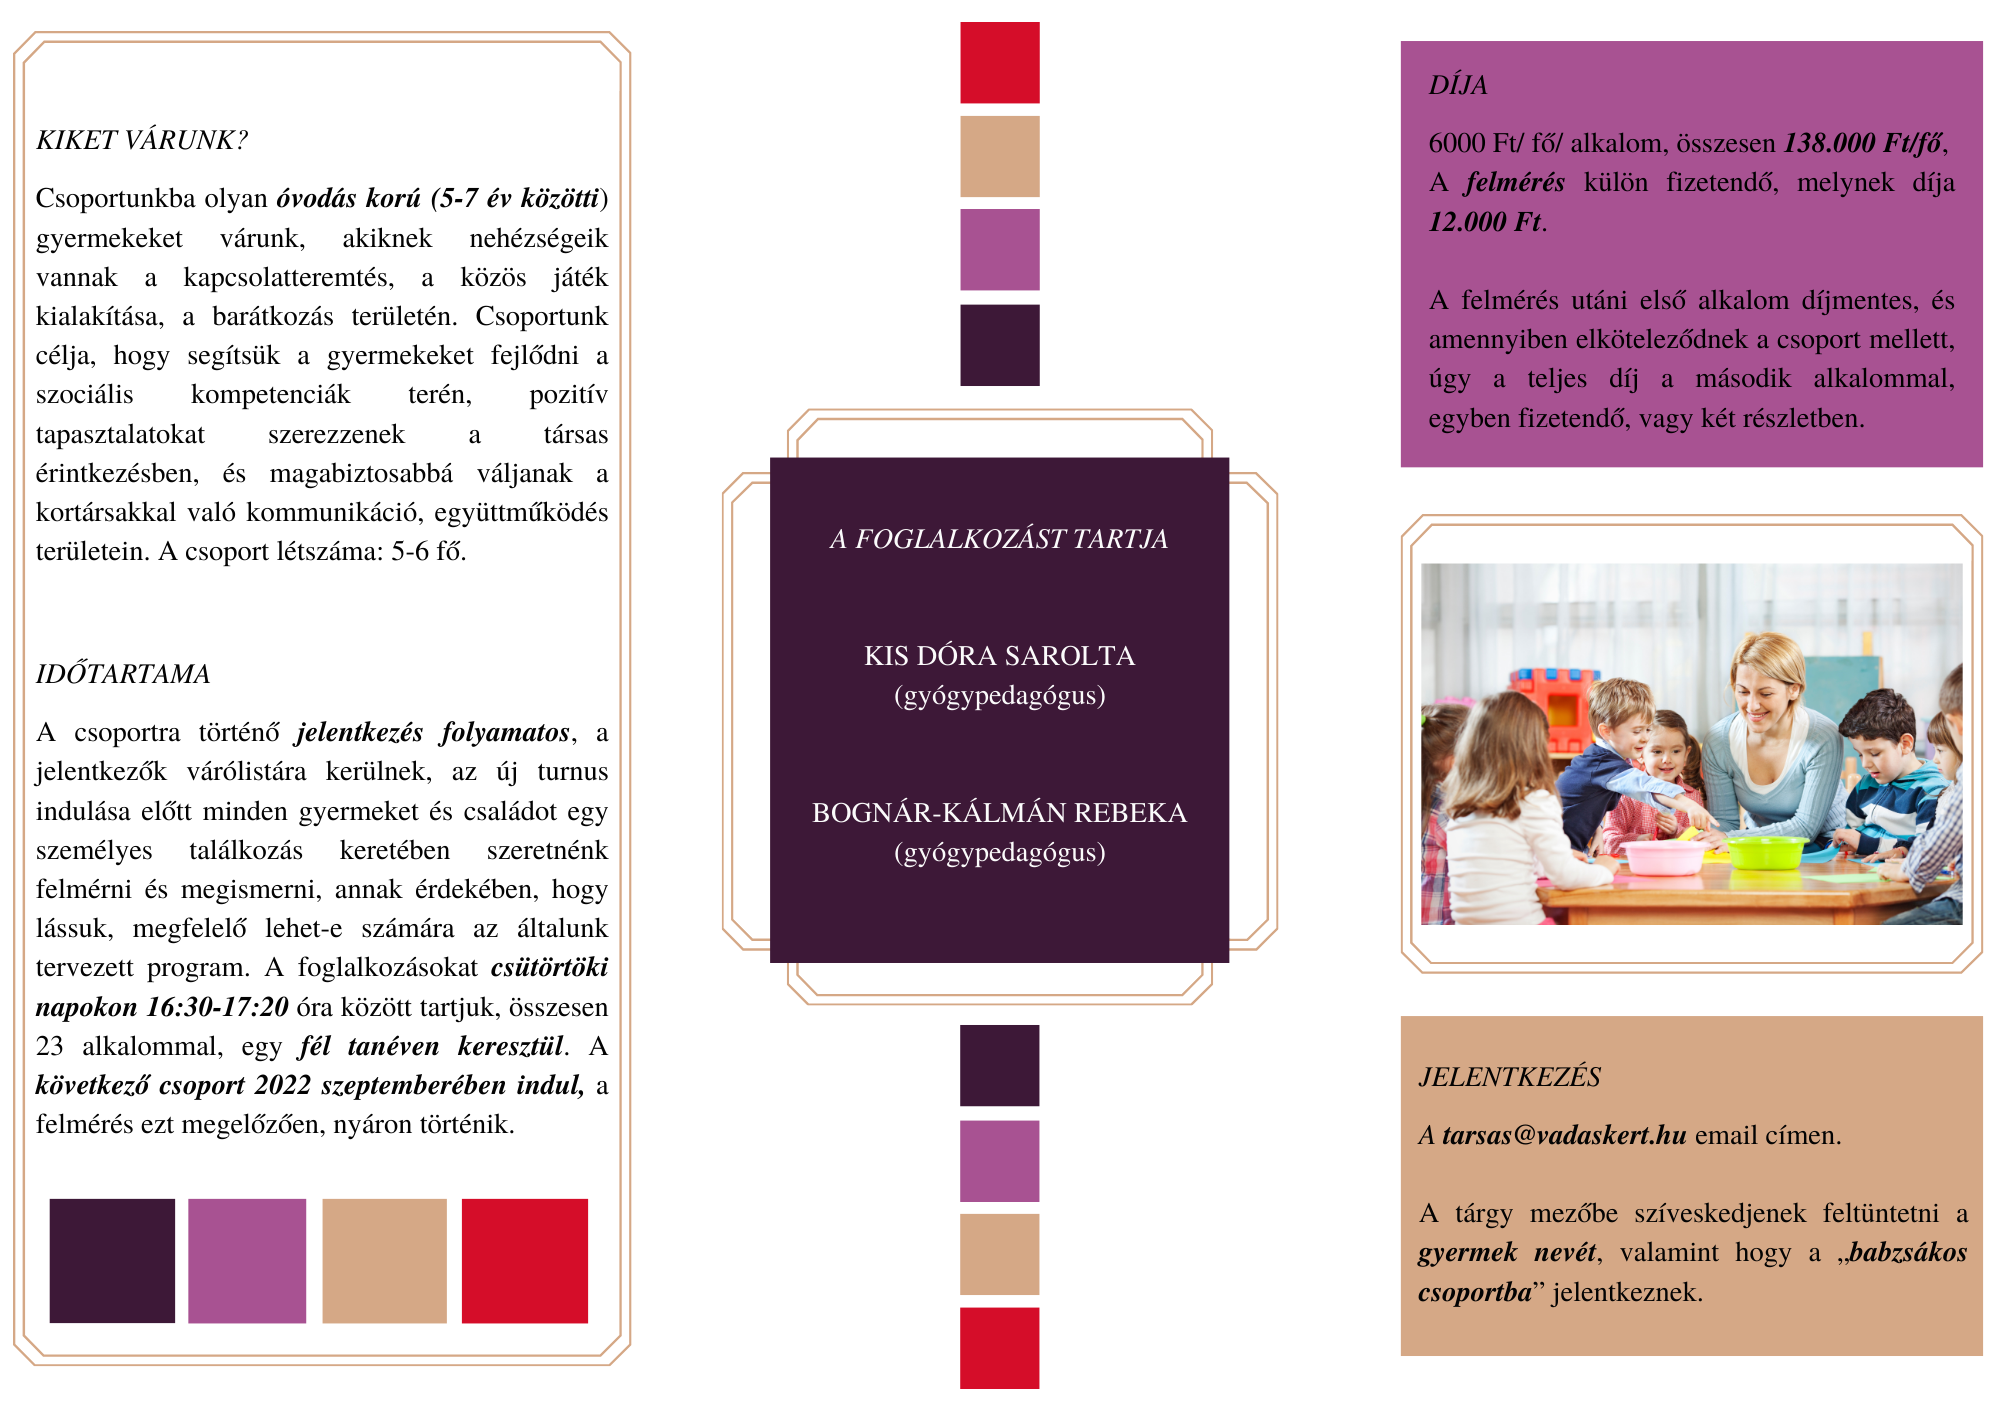 KIKET VÁRUNK?
Csoportunkba olyan óvodás korú (5-7 év közötti)
gyermekeket várunk, akiknek nehézségeik
vannak a kapcsolatteremtés, a közös játék
kialakítása, a barátkozás területén. Csoportunk
célja, hogy segítsük a gyermekeket fejlődni a
szociális kompetenciák terén, pozitív
tapasztalatokat szerezzenek a társas
érintkezésben, és magabiztosabbá váljanak a
kortársakkal való kommunikáció, együttműködés
területein. A csoport létszáma: 5-6 fő.
IDŐTARTAMA
A csoportra történő jelentkezés folyamatos, a
jelentkezők várólistára kerülnek, az új turnus
indulása előtt minden gyermeket és családot egy
személyes találkozás keretében szeretnénk
felmérni és megismerni, annak érdekében, hogy
lássuk, megfelelő lehet-e számára az általunk
tervezett program. A foglalkozásokat csütörtöki
napokon 16:30-17:20 óra között tartjuk, összesen
23 alkalommal, egy fél tanéven keresztül. A
következő csoport 2022 szeptemberében indul, a
felmérés ezt megelőzően, nyáron történik.
A FOGLALKOZÁST TARTJA
KIS DÓRA SAROLTA
(gyógypedagógus)
BOGNÁR-KÁLMÁN REBEKA
(gyógypedagógus)
DÍJA
6000 Ft/ fő/ alkalom, összesen 138.000 Ft/fő,
A felmérés külön fizetendő, melynek díja
12.000 Ft.
A felmérés utáni első alkalom díjmentes, és
amennyiben elköteleződnek a csoport mellett,
úgy a teljes díj a második alkalommal,
egyben fizetendő, vagy két részletben.
JELENTKEZÉS
A tarsas@vadaskert.hu email címen.
A tárgy mezőbe szíveskedjenek feltüntetni a
gyermek nevét, valamint hogy a „babzsákos
csoportba” jelentkeznek.